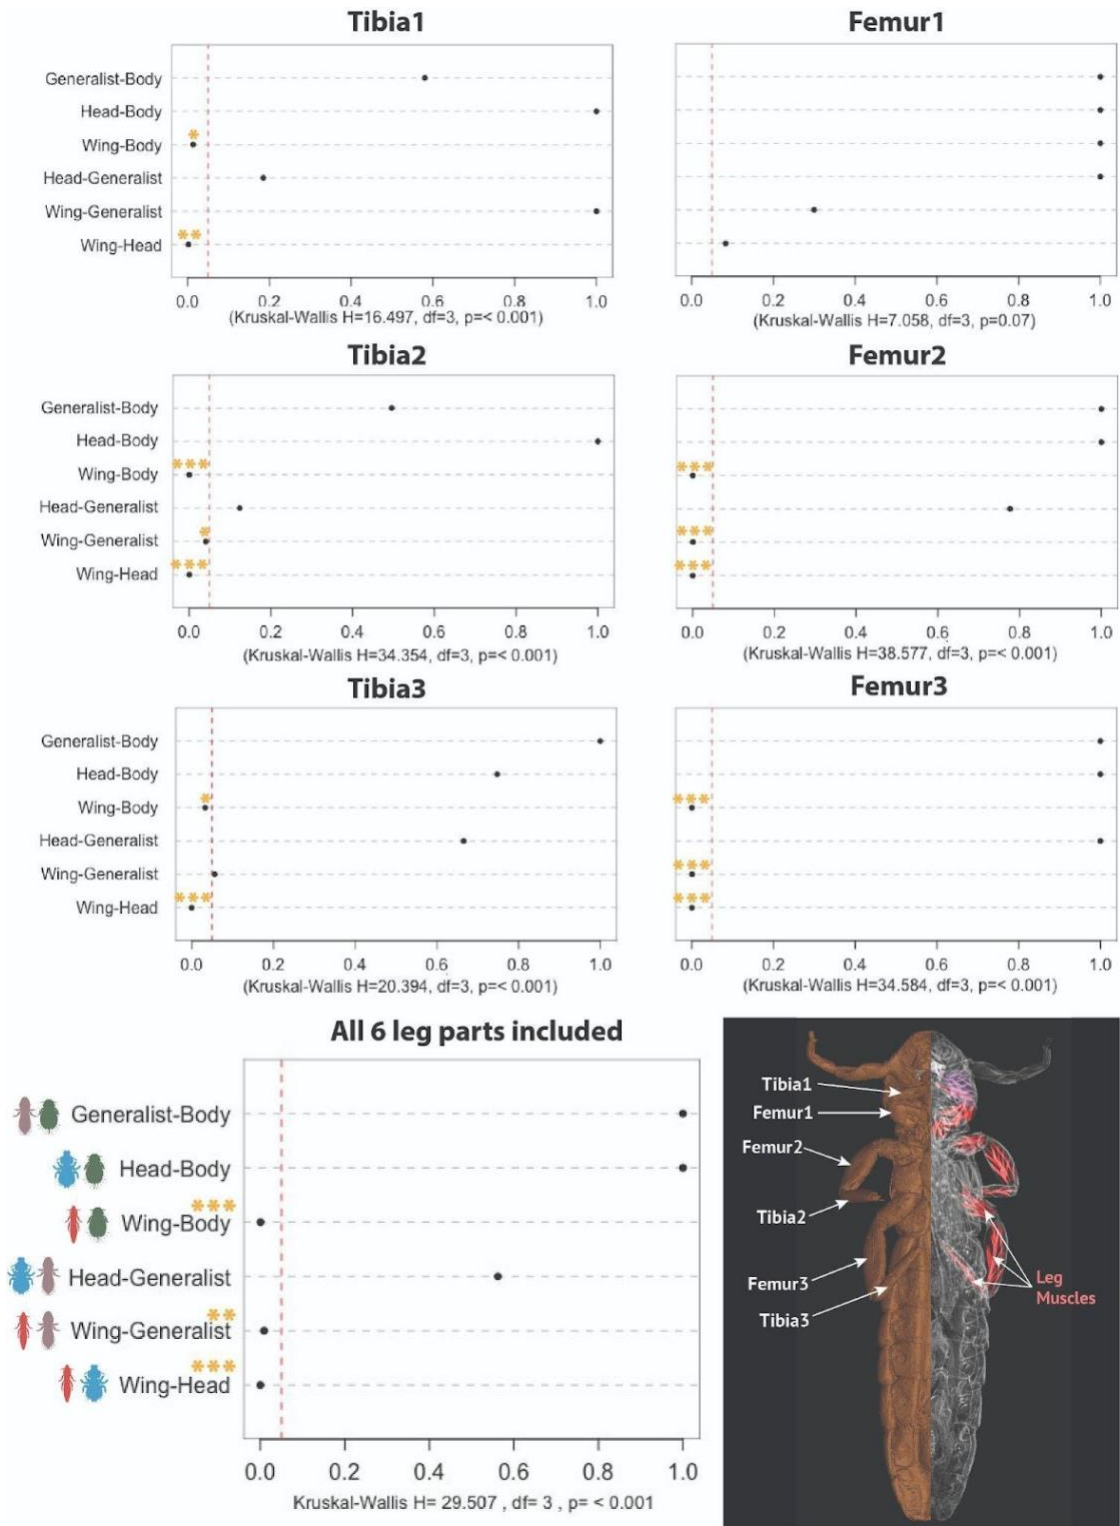 Tibia1
Generalist-Body
Head-Body
*
Wing-Body
Head-Generalist
Wing-Generalist
**
Wing-Head
0.0 0.2 0.4 0.6 0.8 1.0
(Kruskal-Wallis H=16.497, df=3, p=< 0.001)
Femur1
0.0 0.2 0.4 0.6 0.8 1.0
(Kruskal-Wallis H=7.058, df=3, p=0.07)
Tibia2
Generalist-Body
Head-Body
***
Wing-Body
Head-Generalist
*
Wing-Generalist
***
Wing-Head
0.0 0.2 0.4 0.6 0.8 1.0
(Kruskal-Wallis H=34.354, df=3, p=< 0.001)
Femur2
***
***
***
0.0 0.2 0.4 0.6 0.8 1.0
(Kruskal-Wallis H=38.577, df=3, p=< 0.001)
Tibia3
Generalist-Body
Head-Body
*
Wing-Body
Head-Generalist
Wing-Generalist
***
Wing-Head
0.0 0.2 0.4 0.6 0.8 1.0
(Kruskal-Wallis H=20.394, df=3, p=< 0.001)
Femur3
***
***
***
0.0 0.2 0.4 0.6 0.8 1.0
(Kruskal-Wallis H=34.584, df=3, p=< 0.001)
All 6 leg parts included
Generalist-Body
Head-Body
***
Wing-Body
Head-Generalist
**
Wing-Generalist
***
Wing-Head
0.0 0.2 0.4 0.6 0.8 1.0
Kruskal-Wallis H= 29.507 , df= 3 , p= < 0.001
Tibia1
Femur1
Femur2
Tibia2
Femur3
Tibia3
Leg
Muscles